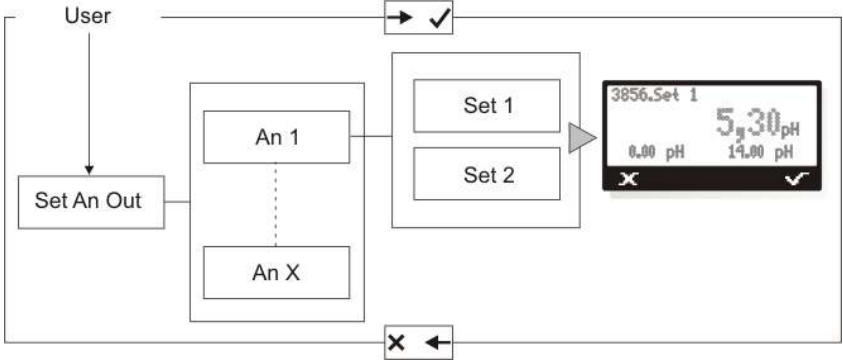 User
Set An Out
An 1
An X
Set 1
Set 2
3856.Set 1
5,30pH
0.00 pH 14.00 pH